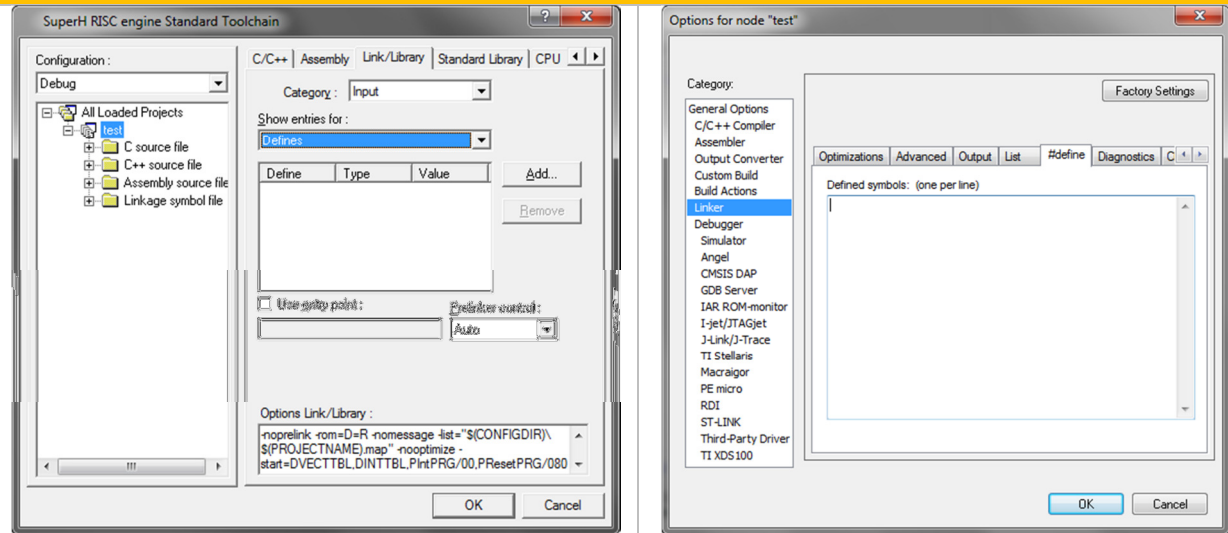 SuperH RISC engine Standard Toolchain
Configuration :
Debug
All Loaded Projects
test
C source file
C++ source file
Assembly source file
Linkage symbol file
C/C++ Assembly Link/Library Standard Library CPU
Category : Input
Show entries for :
Defines
Define Type Value
Add...
Remove
Use entry point :
Prelinker control :
Auto
Options Link/Library :
-noprelink -rom=D=R -nomessage -list="$(CONFIGDIR)\
$(PROJECTNAME).map" -nooptimize -
start=DVECTTBL,DINTTBL,PIntPRG/00,PResetPRG/080
OK Cancel
Options for node "test"
Category:
General Options
C/C++ Compiler
Assembler
Output Converter
Custom Build
Build Actions
Linker
Debugger
Simulator
Angel
CMSIS DAP
GDB Server
IAR ROM-monitor
I-jet/JTAGjet
J-Link/J-Trace
TI Stellaris
Macraigor
PE micro
RDI
ST-LINK
Third-Party Driver
TI XDS100
Factory Settings
Optimizations Advanced Output List #define Diagnostics C
Defined symbols: (one per line)
OK Cancel